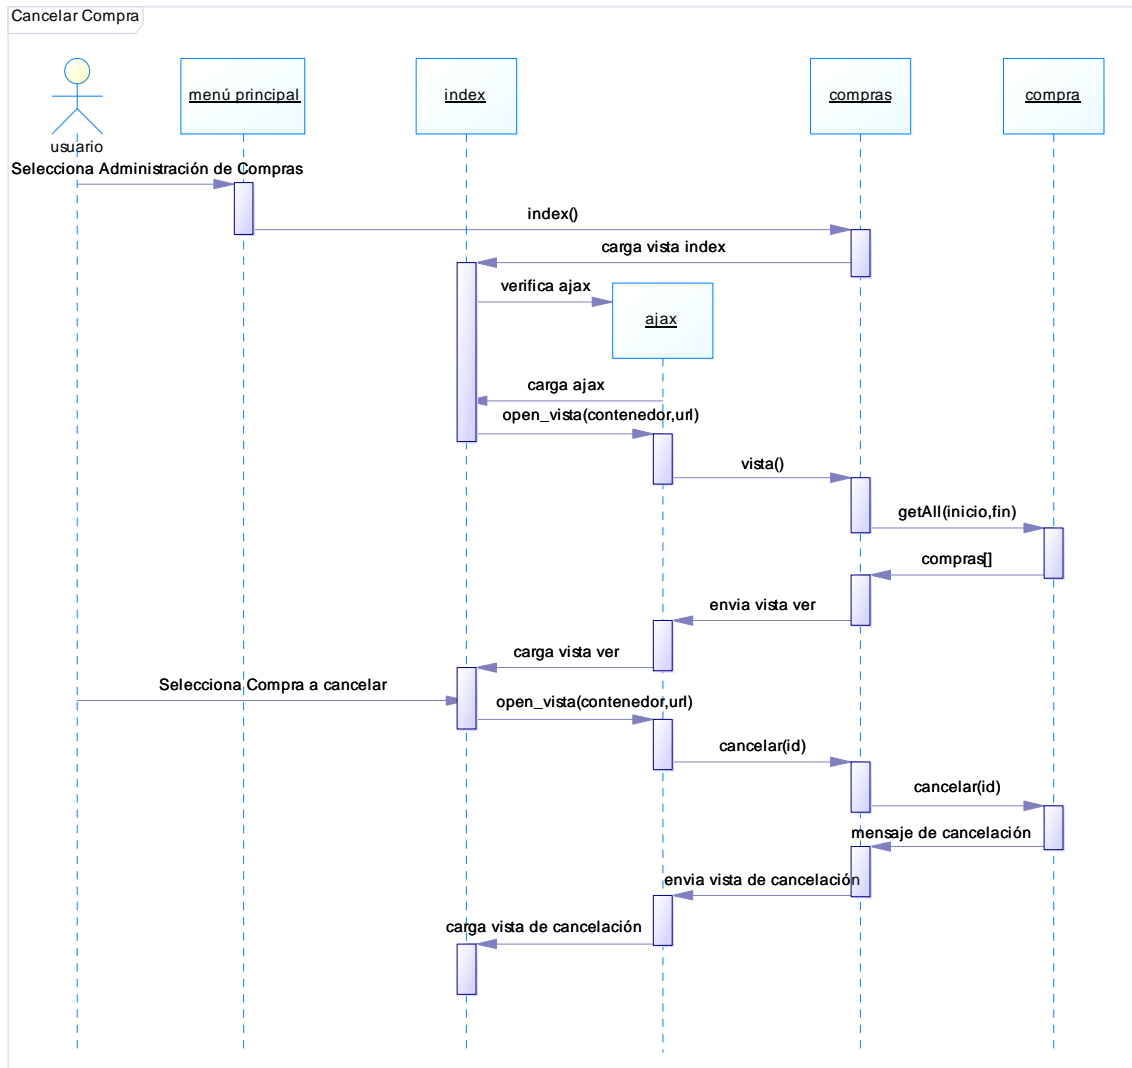 Cancelar Compra
menú principal
index
compras
compra
usuario
Selecciona Administración de Compras
index()
carga vista index
verifica ajax
ajax
carga ajax
open_vista(contenedor,url)
vista()
getAll(inicio,fin)
compras[]
envia vista ver
carga vista ver
Selecciona Compra a cancelar
open_vista(contenedor,url)
cancelar(id)
cancelar(id)
mensaje de cancelación
envia vista de cancelación
carga vista de cancelación